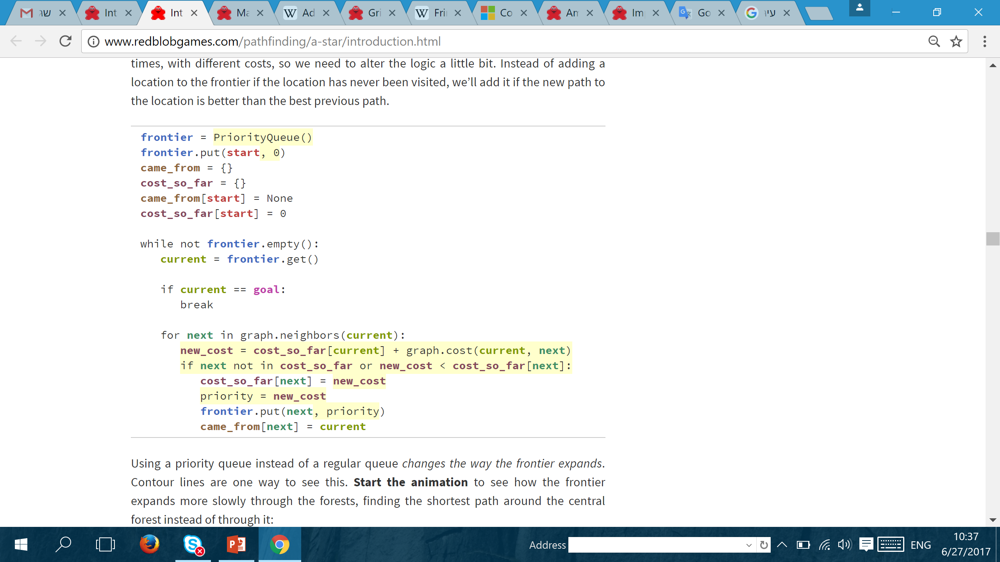 שג
Int
Int
Ma
Ad
Gri
Fri
Co
Am
Im
Go
עיו
www.redblobgames.com/pathfinding/a-star/introduction.html
times, with different costs, so we need to alter the logic a little bit. Instead of adding a
location to the frontier if the location has never been visited, we’ll add it if the new path to
the location is better than the best previous path.
frontier = PriorityQueue()
frontier.put(start, 0)
came_from = {}
cost_so_far = {}
came_from[start] = None
cost_so_far[start] = 0
while not frontier.empty():
current = frontier.get()
if current == goal:
break
for next in graph.neighbors(current):
new_cost = cost_so_far[current] + graph.cost(current, next)
if next not in cost_so_far or new_cost < cost_so_far[next]:
cost_so_far[next] = new_cost
priority = new_cost
frontier.put(next, priority)
came_from[next] = current
Using a priority queue instead of a regular queue changes the way the frontier expands.
Contour lines are one way to see this. Start the animation to see how the frontier
expands more slowly through the forests, finding the shortest path around the central
forest instead of through it:
Address
ENG
10:37
6/27/2017